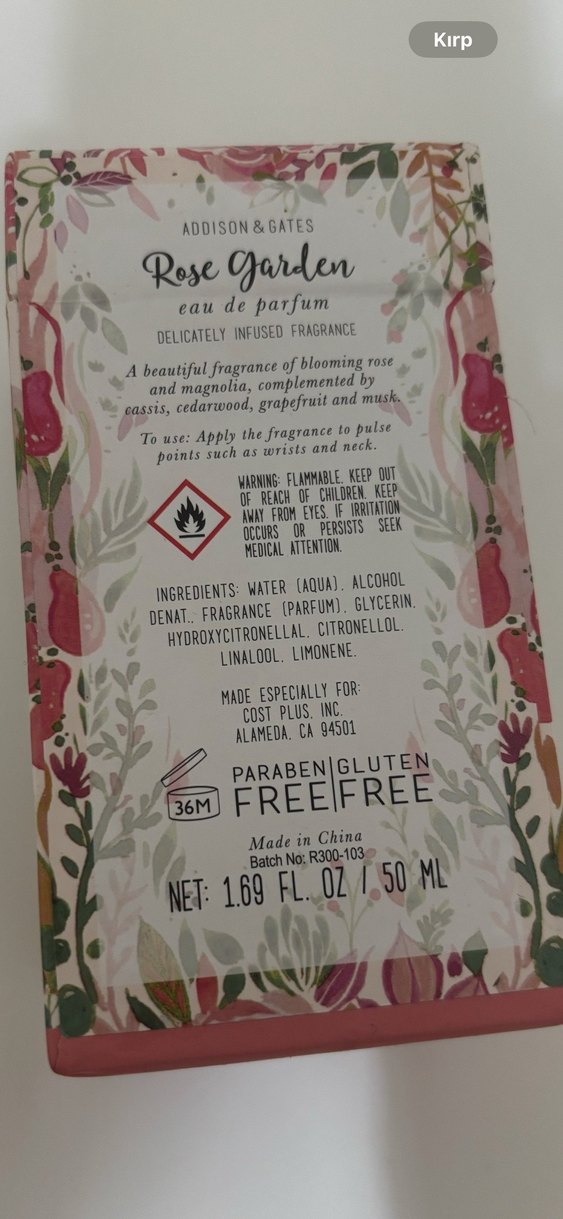 Kırp
ADDISON & GATES
Rose Garden
eau de parfum
DELICATELY INFUSED FRAGRANCE
A beautiful fragrance of blooming rose
and magnolia, complemented by
cassis, cedarwood, grapefruit and musk.
To use: Apply the fragrance to pulse
points such as wrists and neck.
WARNING: FLAMMABLE. KEEP OUT
OF REACH OF CHILDREN. KEEP
AWAY FROM EYES. IF IRRITATION
OCCURS OR PERSISTS SEEK
MEDICAL ATTENTION.
INGREDIENTS: WATER (AQUA), ALCOHOL
DENAT., FRAGRANCE (PARFUM), GLYCERIN,
HYDROXYCITRONELLAL, CITRONELLOL,
LINALOOL, LIMONENE.
MADE ESPECIALLY FOR:
COST PLUS, INC.
ALAMEDA, CA 94501
36M
PARABEN FREE
GLUTEN FREE
Made in China
Batch No: R300-103
NET: 1.69 FL. OZ / 50 ML